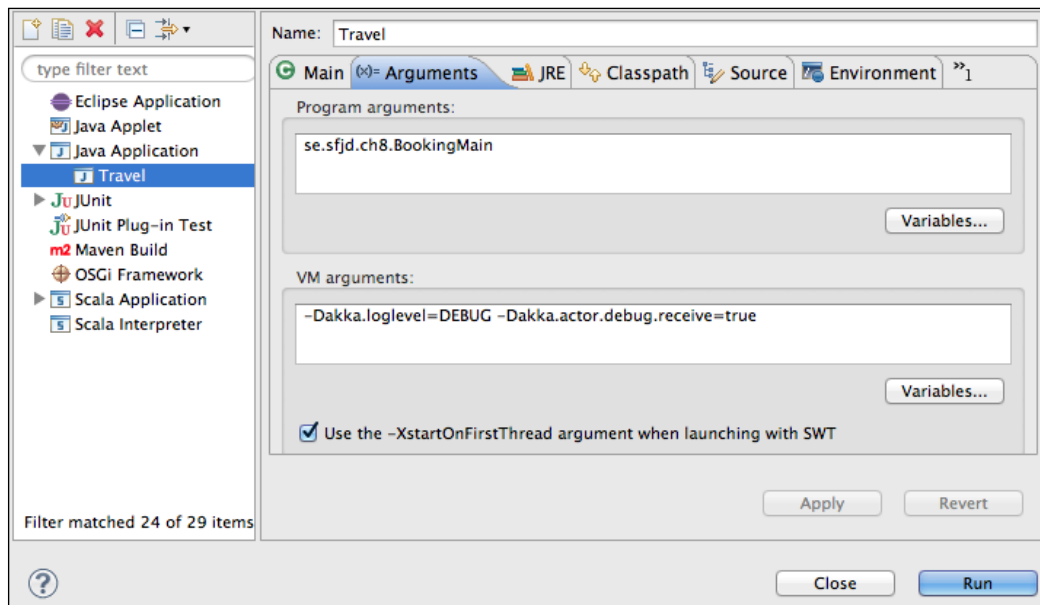 Name: Travel
type filter text
Main (x)= Arguments JRE Classpath Source Environment »1
Eclipse Application
Java Applet
Java Application
Travel
JUnit
JUnit Plug-in Test
m2 Maven Build
OSGi Framework
Scala Application
Scala Interpreter
Filter matched 24 of 29 items
Program arguments:
se.sfjd.ch8.BookingMain
Variables...
VM arguments:
-Dakka.loglevel=DEBUG -Dakka.actor.debug.receive=true
Variables...
Use the -XstartOnFirstThread argument when launching with SWT
Apply Revert
? Close Run